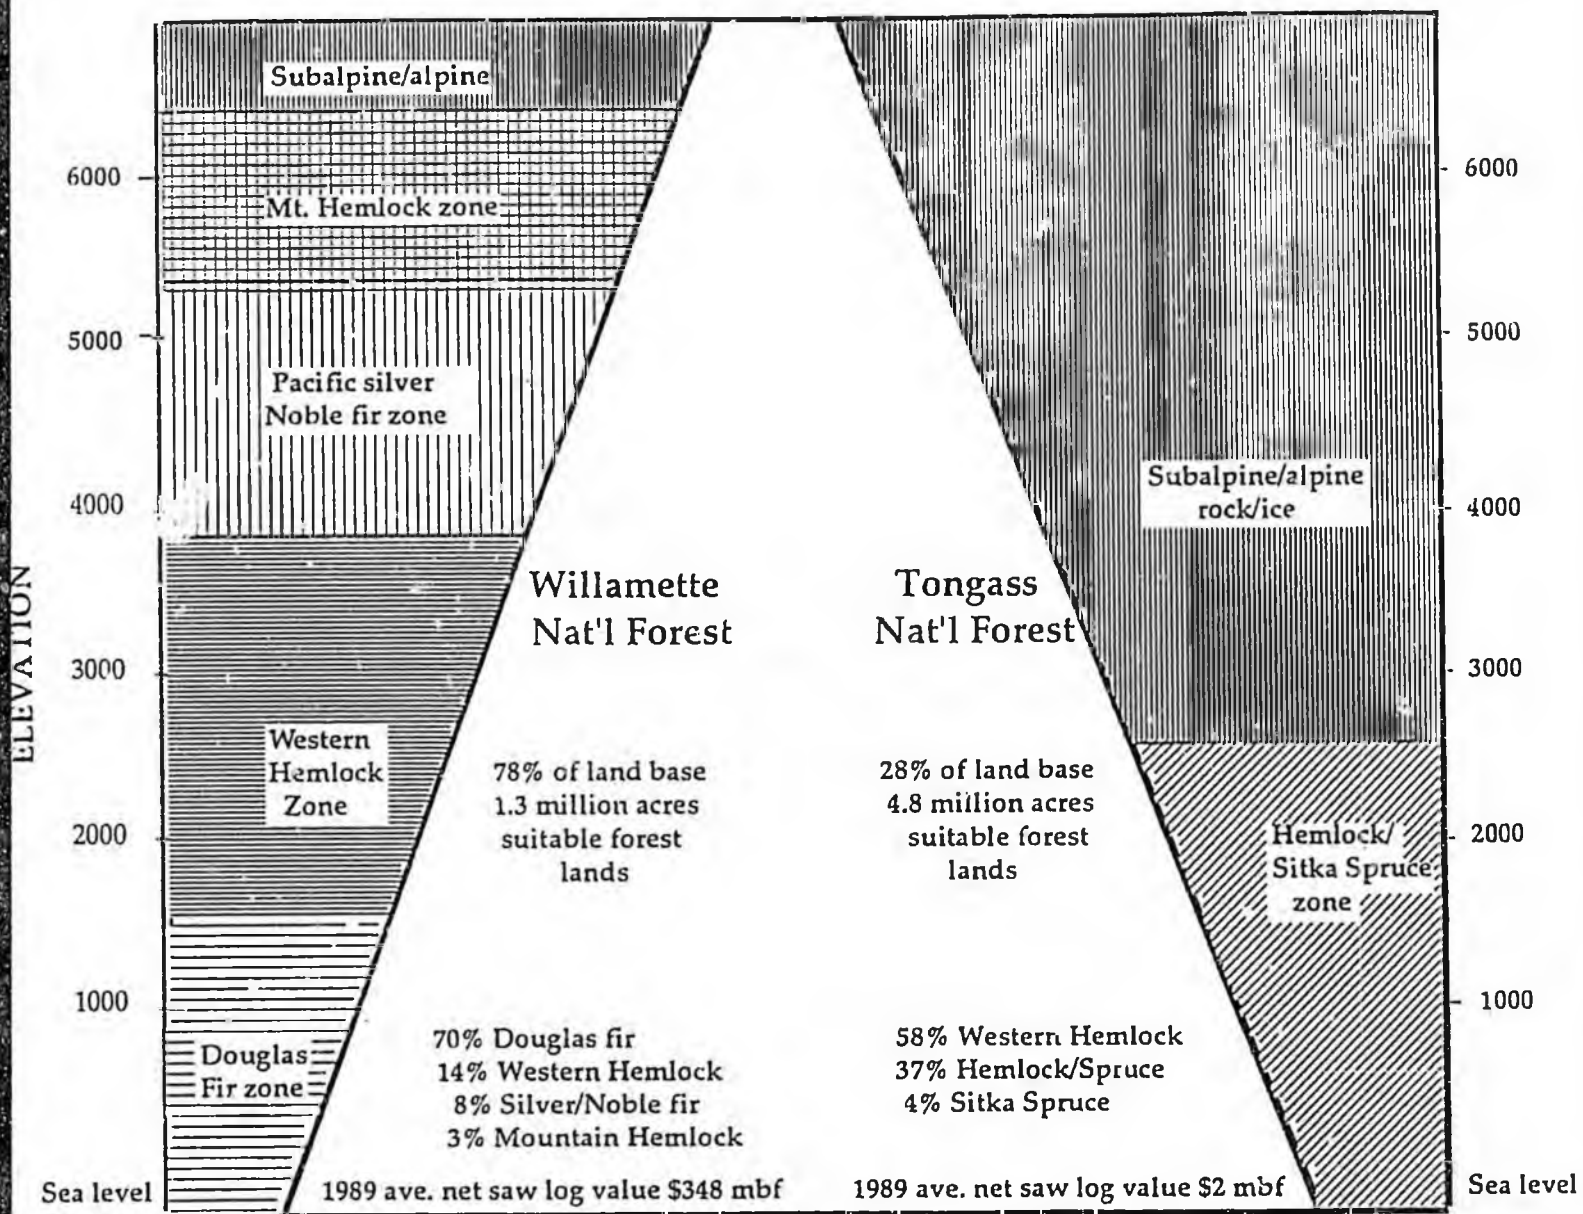 ELEVATION
6000
5000
4000
3000
2000
1000
Sea level
Subalpine/alpine
Mt. Hemlock zone
Pacific silver
Noble fir zone
Western
Hemlock
Zone
Douglas
Fir zone
Willamette
Nat'l Forest
78% of land base
1.3 million acres
suitable forest
lands
70% Douglas fir
14% Western Hemlock
8% Silver/Noble fir
3% Mountain Hemlock
1989 ave. net saw log value $348 mbf
Tongass
Nat'l Forest
28% of land base
4.8 million acres
suitable forest
lands
58% Western Hemlock
37% Hemlock/Spruce
4% Sitka Spruce
1989 ave. net saw log value $2 mbf
Subalpine/alpine
rock/ice
Hemlock/
Sitka Spruce
zone
6000
5000
4000
3000
2000
1000
Sea level